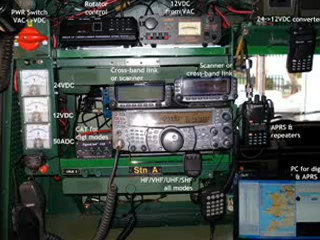 PWR Switch
VAC↔VDC
Rotator
control
12VDC
from VAC
24→12VDC converter
Cross-band link
or scanner
Scanner or
cross-band link
24VDC
12VDC
50ADC
CAT for
digi modes
APRS &
repeaters
Stn A
HF/VHF/UHF/SHF
all modes
PC for digi
& APRS